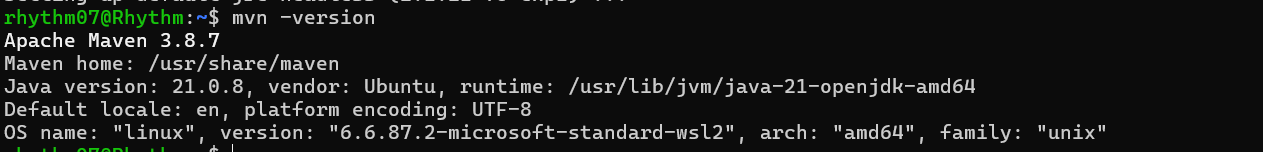 rhythm07@Rhythm:~$ mvn -version
Apache Maven 3.8.7
Maven home: /usr/share/maven
Java version: 21.0.8, vendor: Ubuntu, runtime: /usr/lib/jvm/java-21-openjdk-amd64
Default locale: en, platform encoding: UTF-8
OS name: "linux", version: "6.6.87.2-microsoft-standard-wsl2", arch: "amd64", family: "unix"
rhythm07@Rhythm:~$